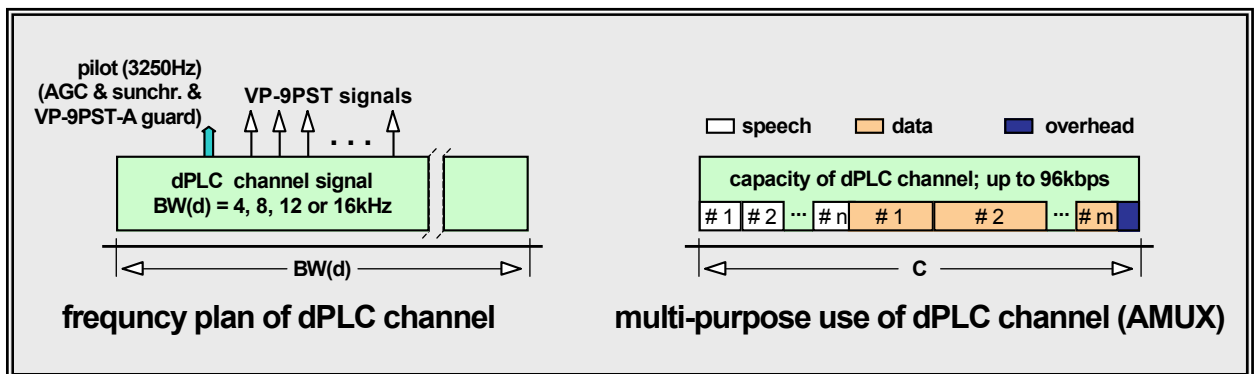 pilot (3250Hz)
(AGC & sunchr. &
VP-9PST-A guard)
VP-9PST signals
. . .
dPLC channel signal
BW(d) = 4, 8, 12 or 16kHz
BW(d)
frequncy plan of dPLC channel
speech data overhead
capacity of dPLC channel; up to 96kbps
# 1 # 2 ... # n # 1 # 2 ... # m
C
multi-purpose use of dPLC channel (AMUX)